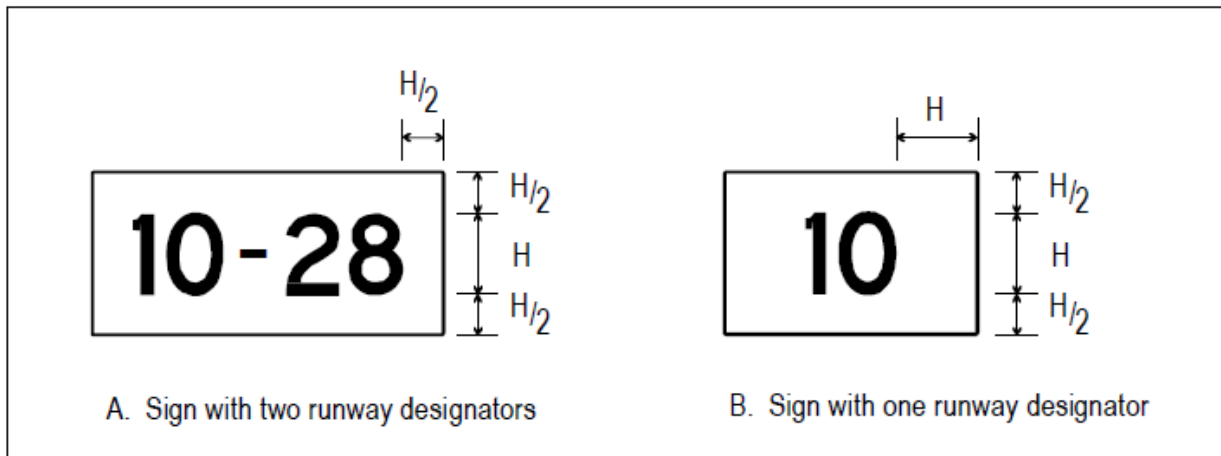 H/2
H
H/2
H
H/2
10-28
H/2
H
H/2
10
A. Sign with two runway designators
B. Sign with one runway designator